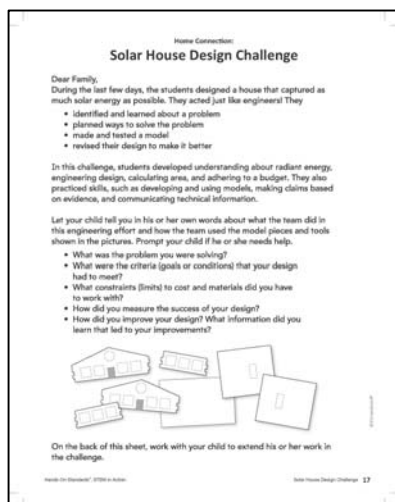 Home Connection:
Solar House Design Challenge
Dear Family,
During the last few days, the students designed a house that captured as
much solar energy as possible. They acted just like engineers! They
• identified and learned about a problem
• planned ways to solve the problem
• made and tested a model
• revised their design to make it better
In this challenge, students developed understanding about radiant energy,
engineering design, calculating area, and adhering to a budget. They also
practiced skills, such as developing and using models, making claims based
on evidence, and communicating technical information.
Let your child tell you in his or her own words about what the team did in
this engineering effort and how the team used the model pieces and tools
shown in the pictures. Prompt your child if he or she needs help.
• What was the problem you were solving?
• What were the criteria (goals or conditions) that your design
had to meet?
• What constraints (limits) to cost and materials did you have
to work with?
• How did you measure the success of your design?
• How did you improve your design? What information did you
learn that led to your improvements?
On the back of this sheet, work with your child to extend his or her work in
the challenge.
Hands-On Standards®, STEM in Action
Solar House Design Challenge 17